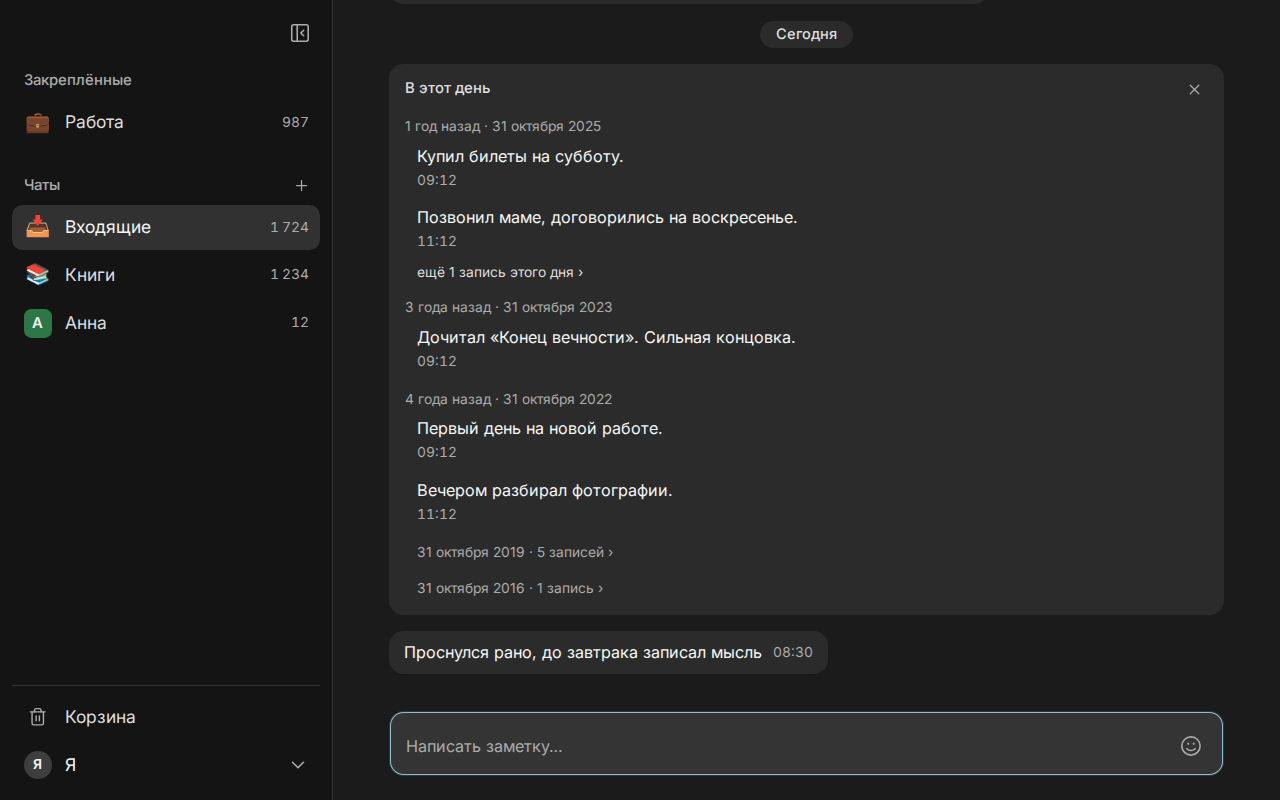 Закреплённые
Работа 987
Чаты
Входящие 1 724
Книги 1 234
А Анна 12
Корзина
Я Я
Сегодня
В этот день
1 год назад · 31 октября 2025
Купил билеты на субботу.
09:12
Позвонил маме, договорились на воскресенье.
11:12
ещё 1 запись этого дня ›
3 года назад · 31 октября 2023
Дочитал «Конец вечности». Сильная концовка.
09:12
4 года назад · 31 октября 2022
Первый день на новой работе.
09:12
Вечером разбирал фотографии.
11:12
31 октября 2019 · 5 записей ›
31 октября 2016 · 1 запись ›
Проснулся рано, до завтрака записал мысль 08:30
Написать заметку...